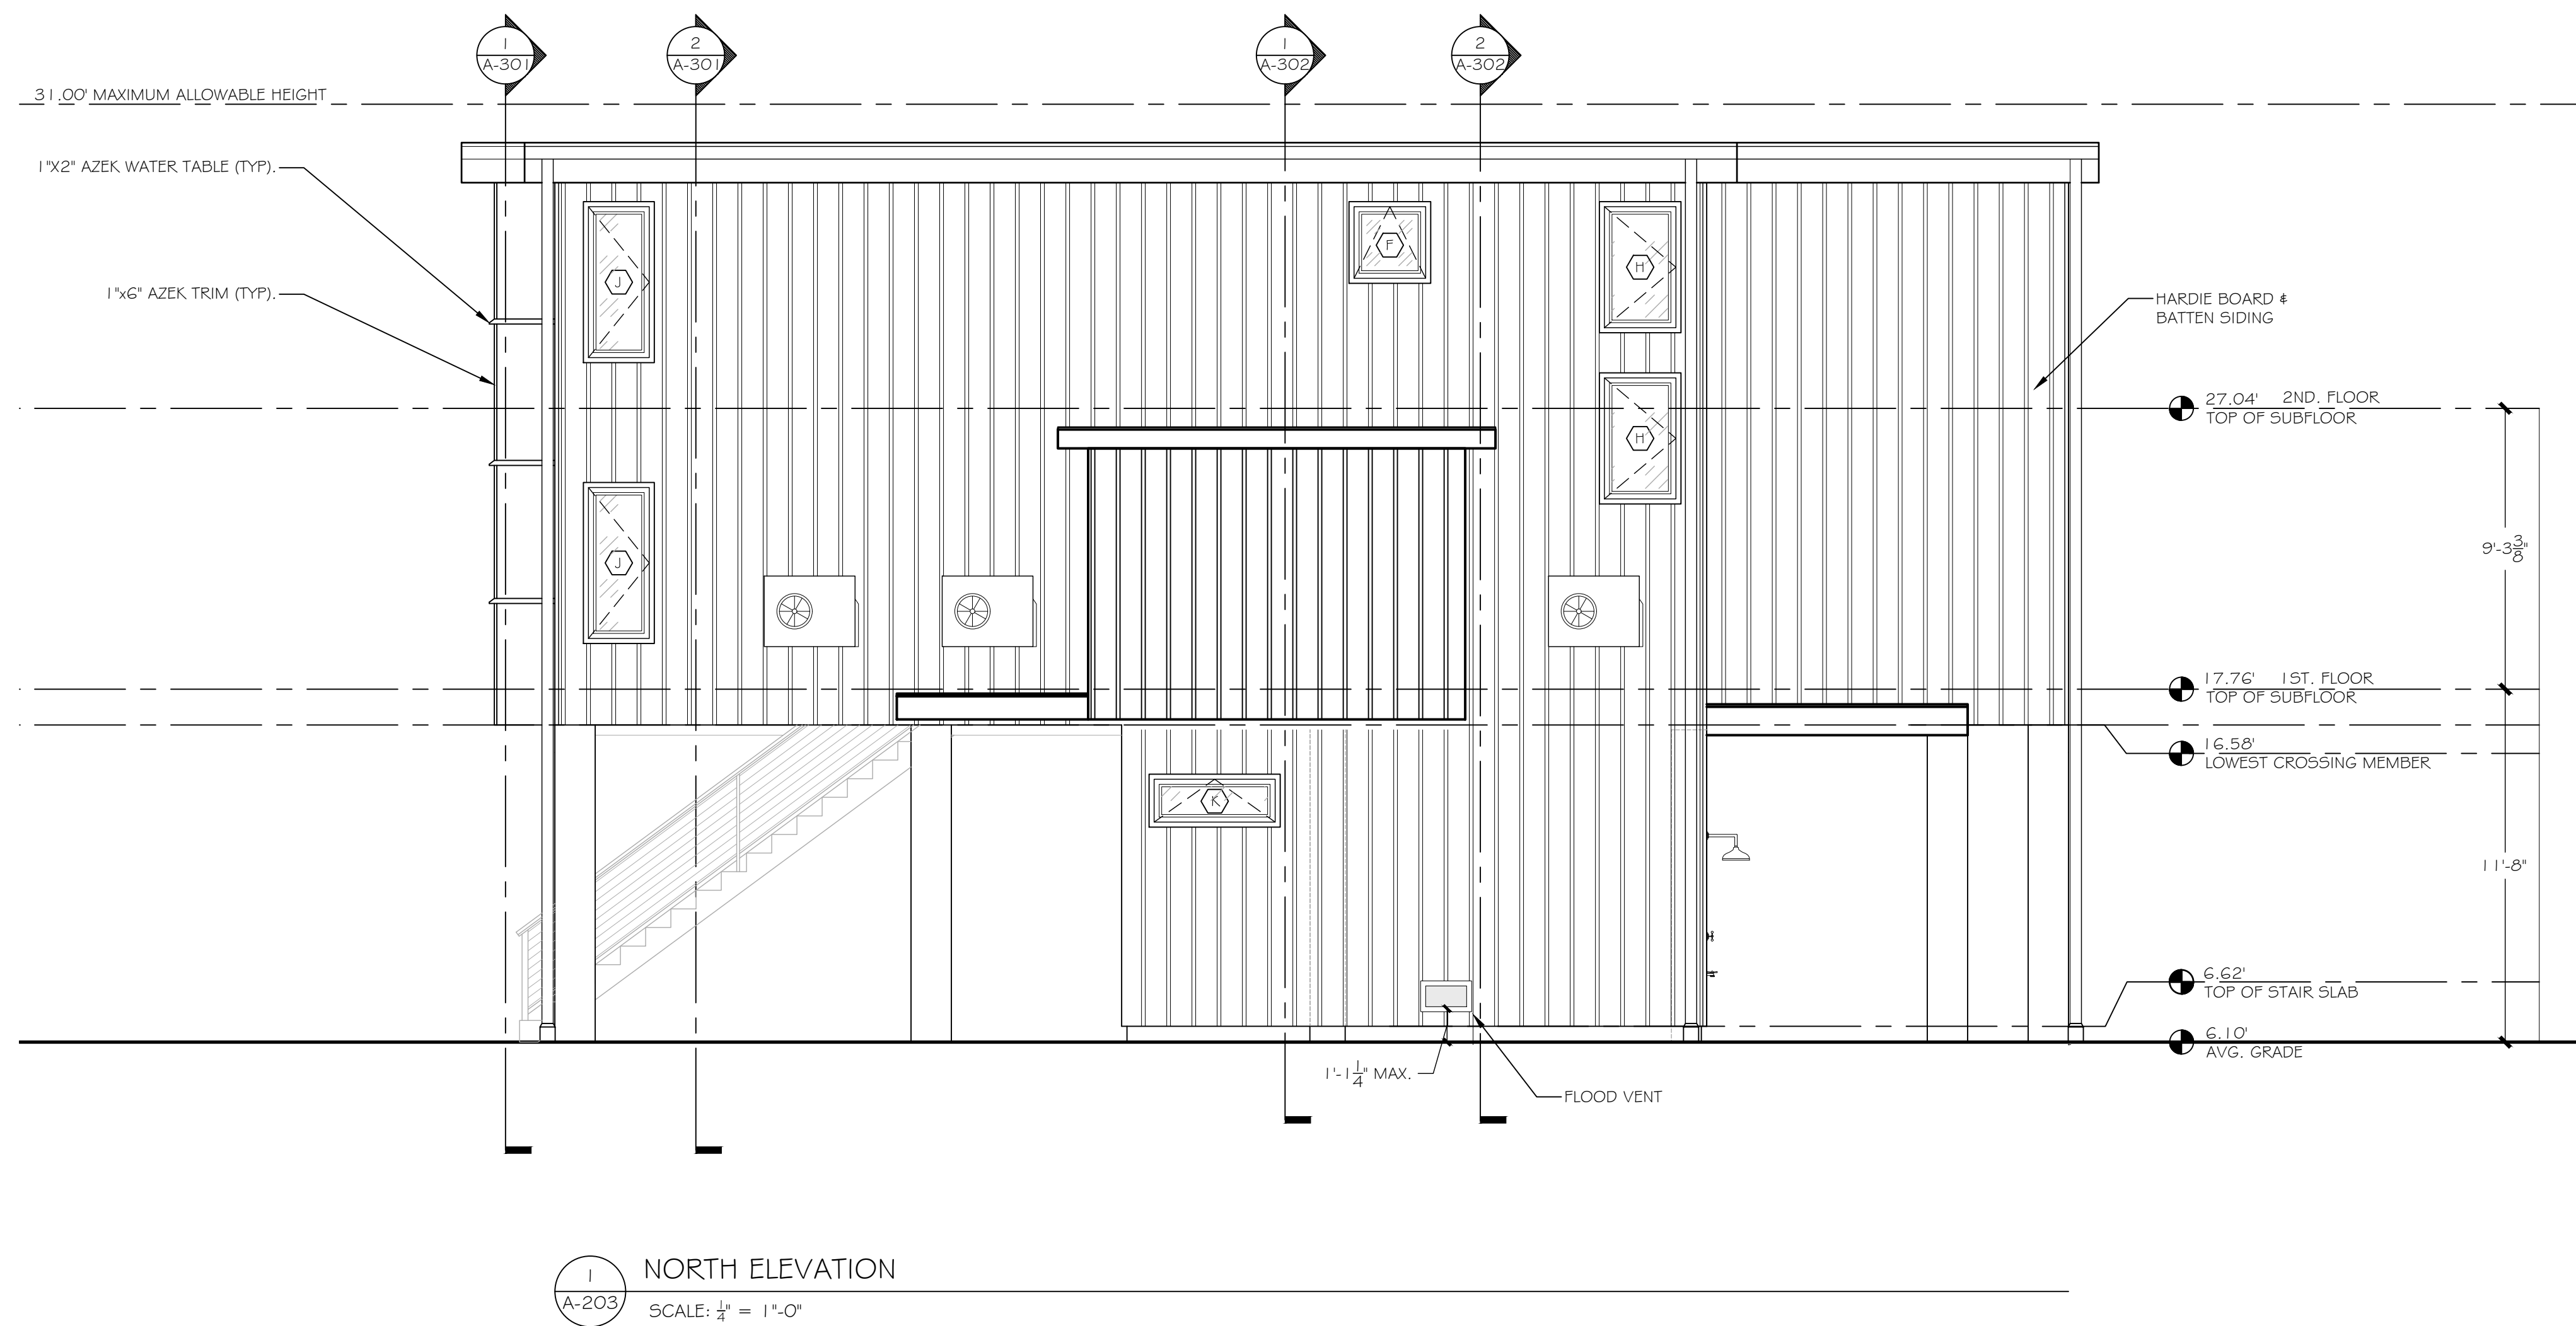 1
A-301
2
A-301
1
A-302
2
A-302
31.00' MAXIMUM ALLOWABLE HEIGHT
1"X2" AZEK WATER TABLE (TYP).
1"x6" AZEK TRIM (TYP).
J
F
H
HARDIE BOARD &
BATTEN SIDING
27.04' 2ND. FLOOR
TOP OF SUBFLOOR
H
J
9'-3 3/8"
17.76' 1ST. FLOOR
TOP OF SUBFLOOR
16.58'
LOWEST CROSSING MEMBER
K
11'-8"
6.62'
TOP OF STAIR SLAB
6.10'
AVG. GRADE
1'-1 1/4" MAX.
FLOOD VENT
1
A-203
NORTH ELEVATION
SCALE: 1/4" = 1"-0"